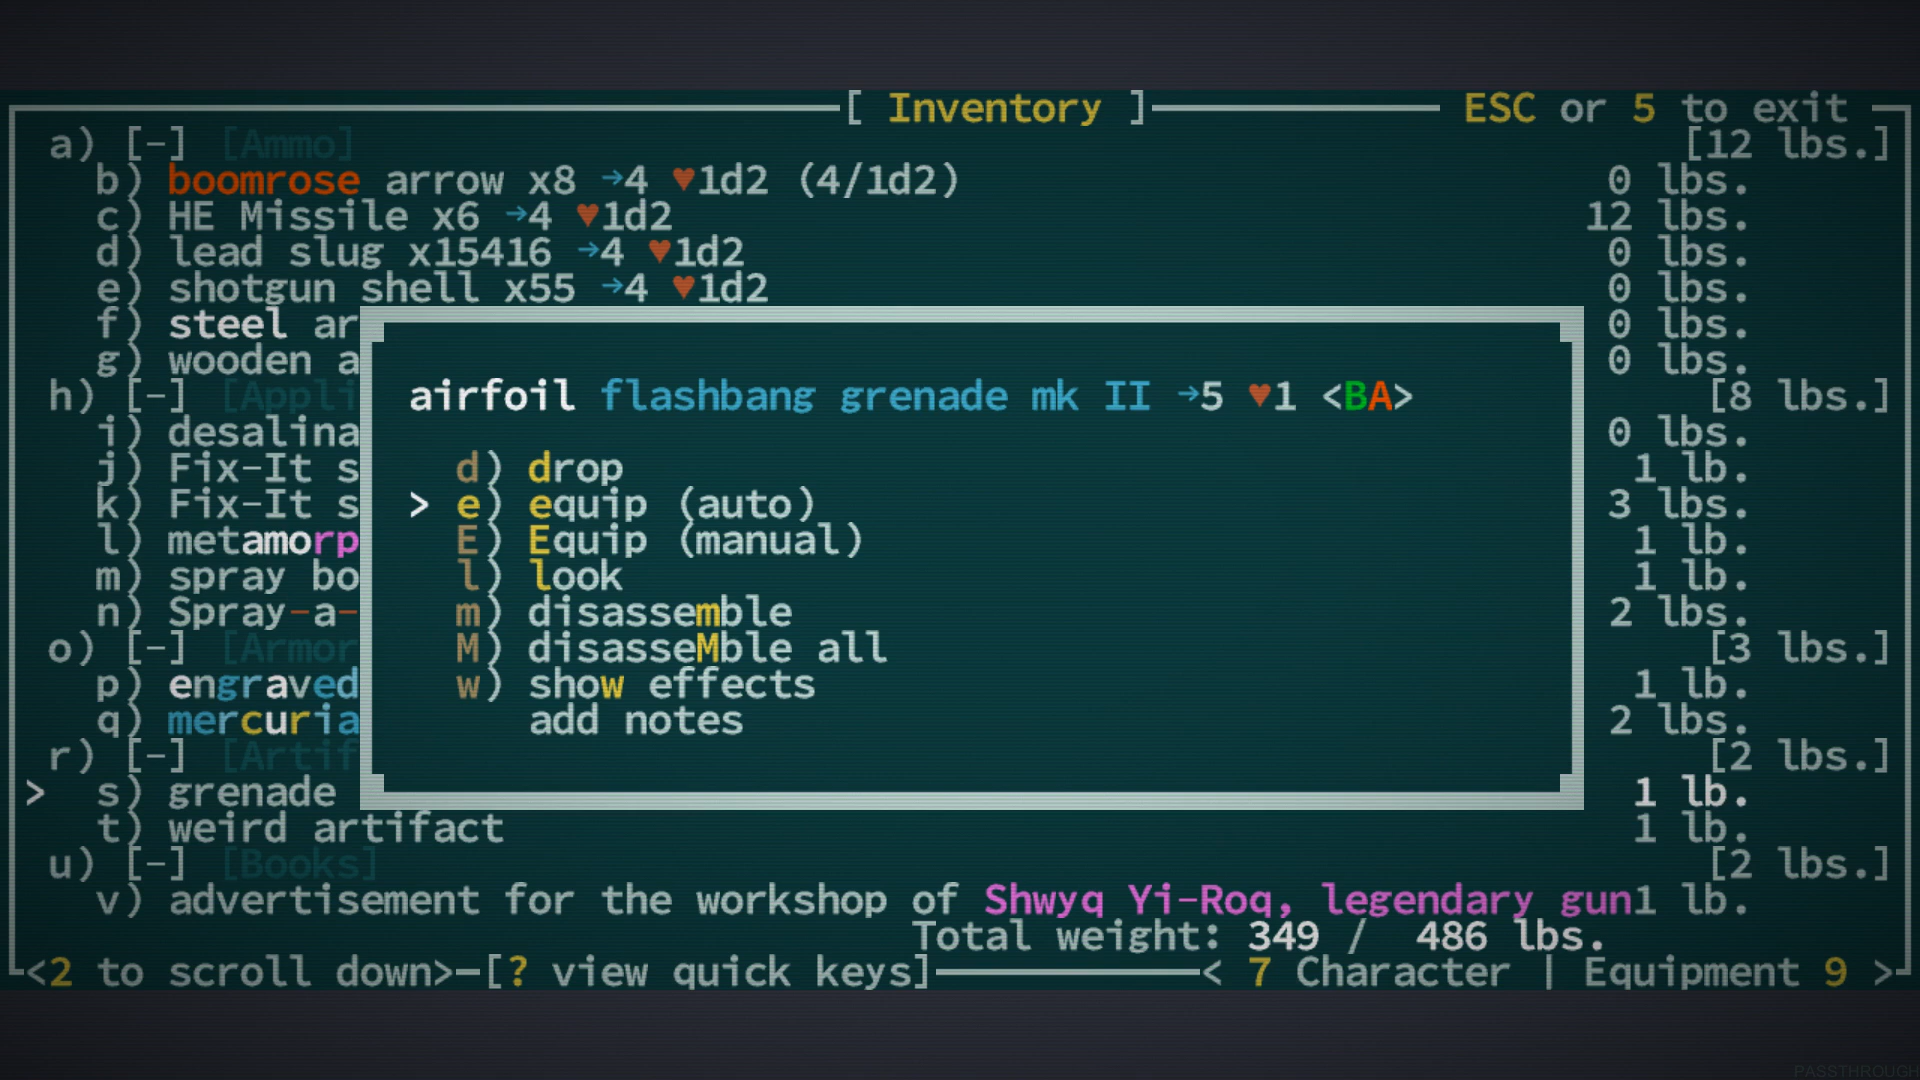 [ Inventory ] ESC or 5 to exit
a) [-] [Ammo] [12 lbs.]
b) boomrose arrow x8 →4 ♥1d2 (4/1d2) 0 lbs.
c) HE Missile x6 →4 ♥1d2 12 lbs.
d) lead slug x15416 →4 ♥1d2 0 lbs.
e) shotgun shell x55 →4 ♥1d2 0 lbs.
f) steel ar 0 lbs.
g) wooden a 0 lbs.
h) [-] [Appli [8 lbs.]
i) desalina 0 lbs.
j) Fix-It s 1 lb.
k) Fix-It s 3 lbs.
l) metamorp 1 lb.
m) spray bo 1 lb.
n) Spray-a- 2 lbs.
o) [-] [Armor [3 lbs.]
p) engraved 1 lb.
q) mercuria 2 lbs.
r) [-] [Artif [2 lbs.]
> s) grenade 1 lb.
t) weird artifact 1 lb.
u) [-] [Books] [2 lbs.]
v) advertisement for the workshop of Shwyq Yi-Roq, legendary gun1 lb.
Total weight: 349 / 486 lbs.
<2 to scroll down> [? view quick keys] < 7 Character | Equipment 9 >
airfoil flashbang grenade mk II →5 ♥1 <BA>
d) drop
> e) equip (auto)
E) Equip (manual)
l) look
m) disassemble
M) disasseMble all
w) show effects
add notes
PASSTHROUGH